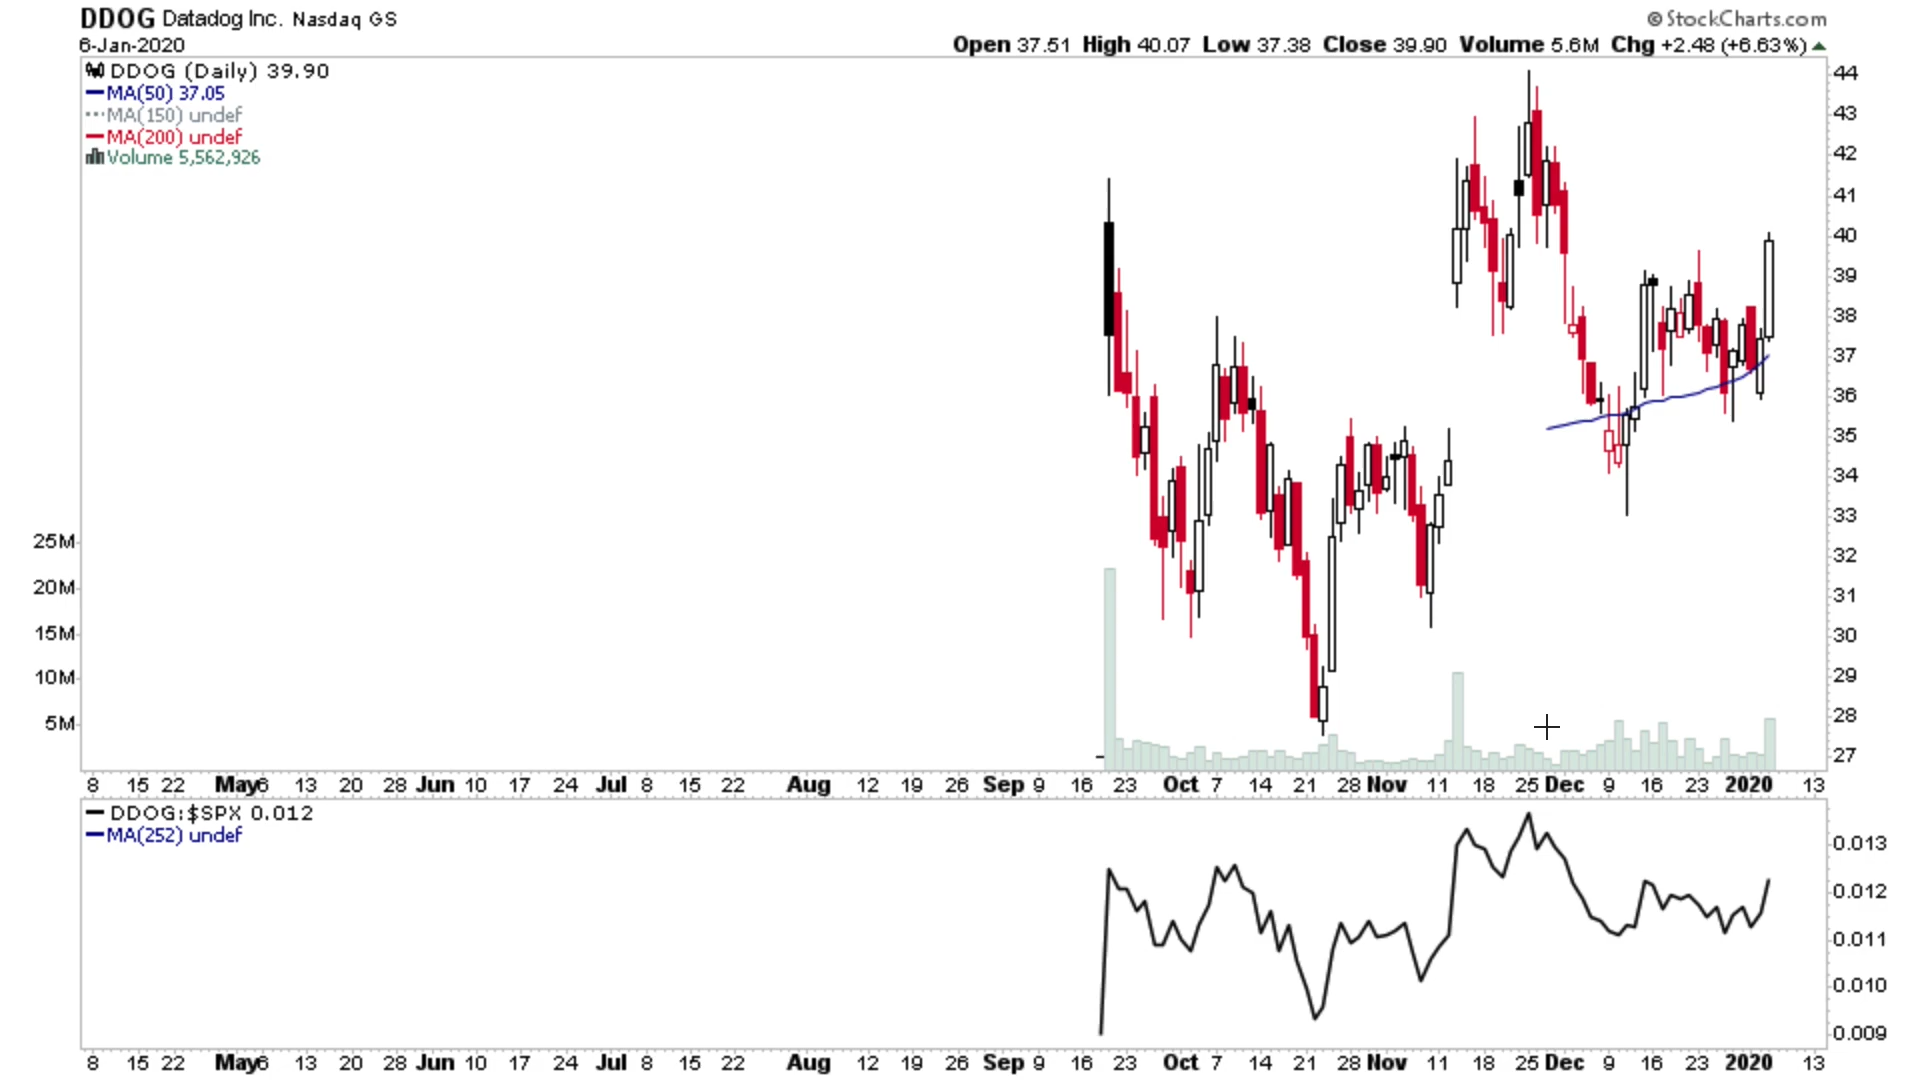 DDOG Datadog Inc. Nasdaq GS
© StockCharts.com
6-Jan-2020
Open 37.51 High 40.07 Low 37.38 Close 39.90 Volume 5.6M Chg +2.48 (+6.63%)
DDOG (Daily) 39.90
MA(50) 37.05
MA(150) undef
MA(200) undef
Volume 5,562,926
44
43
42
41
40
39
38
37
36
35
34
33
32
31
30
29
28
27
25M
20M
15M
10M
5M
8 15 22 May 6 13 20 28 Jun 10 17 24 Jul 8 15 22 Aug 12 19 26 Sep 9 16 23 Oct 7 14 21 28 Nov 11 18 25 Dec 9 16 23 2020 13
DDOG:$SPX 0.012
MA(252) undef
0.013
0.012
0.011
0.010
0.009
8 15 22 May 6 13 20 28 Jun 10 17 24 Jul 8 15 22 Aug 12 19 26 Sep 9 16 23 Oct 7 14 21 28 Nov 11 18 25 Dec 9 16 23 2020 13